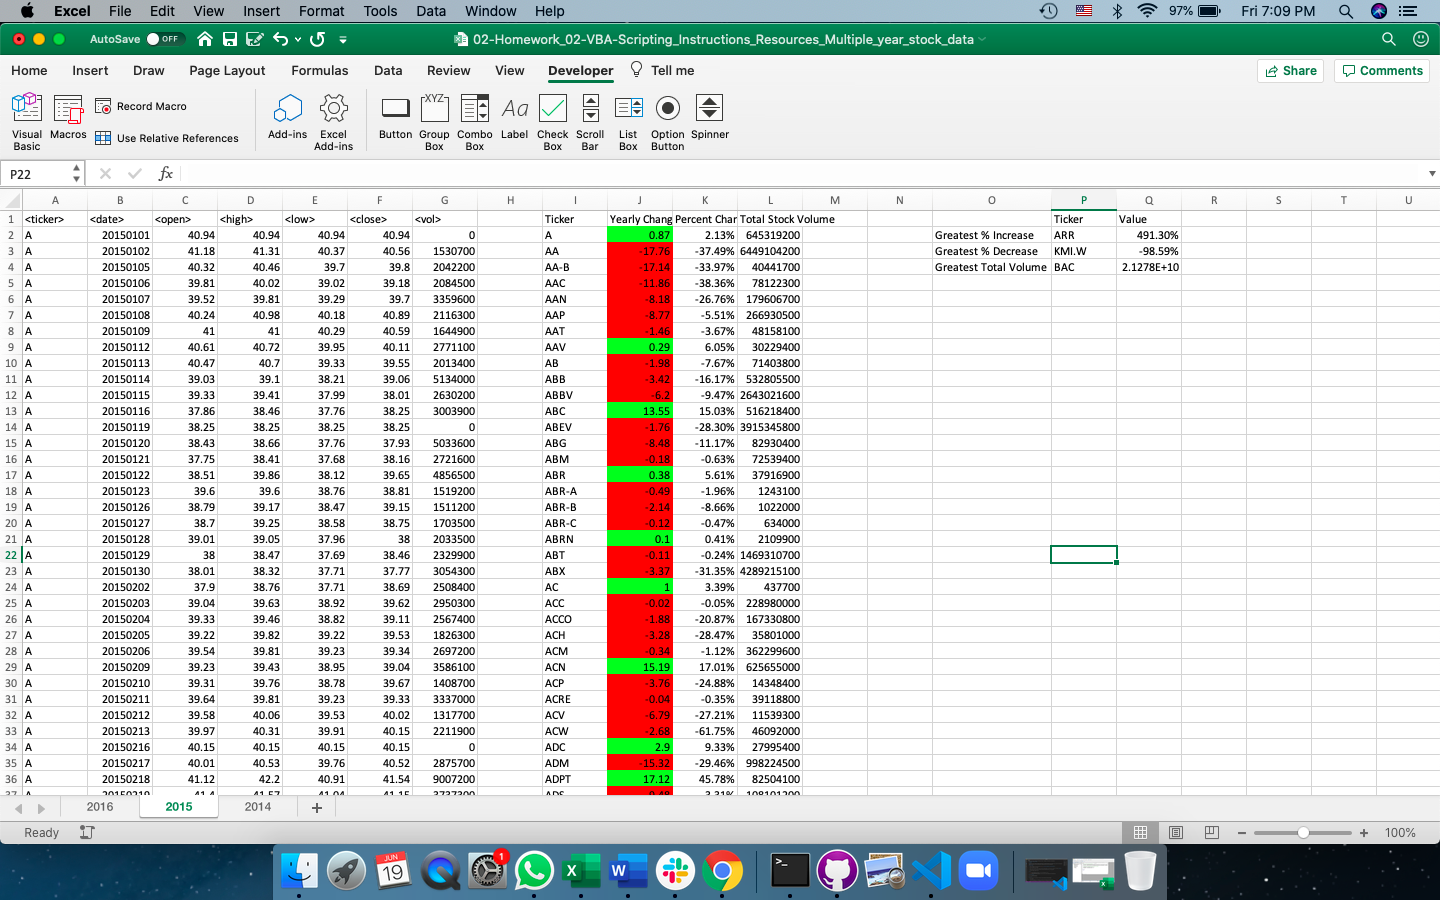 Excel File Edit View Insert Format Tools Data Window Help 97% Fri 7:09 PM
AutoSave OFF 02-Homework_02-VBA-Scripting_Instructions_Resources_Multiple_year_stock_data
Home Insert Draw Page Layout Formulas Data Review View Developer Tell me Share Comments
Visual Basic Macros Record Macro Use Relative References Add-ins Excel Add-ins Button Group Box Combo Box Label Check Box Scroll Bar List Box Option Button Spinner
P22 fx
A B C D E F G H I J K L M N O P Q R S T U
1 <ticker> <date> <open> <high> <low> <close> <vol> Ticker Yearly Chang Percent Char Total Stock Volume Ticker Value
2 A 20150101 40.94 40.94 40.94 40.94 0 A 0.87 2.13% 645319200 Greatest % Increase ARR 491.30%
3 A 20150102 41.18 41.31 40.37 40.56 1530700 AA -17.76 -37.49% 6449104200 Greatest % Decrease KMI.W -98.59%
4 A 20150105 40.32 40.46 39.7 39.8 2042200 AA-B -17.14 -33.97% 40441700 Greatest Total Volume BAC 2.1278E+10
5 A 20150106 39.81 40.02 39.02 39.18 2084500 AAC -11.86 -38.36% 78122300
6 A 20150107 39.52 39.81 39.29 39.7 3359600 AAN -8.18 -26.76% 179606700
7 A 20150108 40.24 40.98 40.18 40.89 2116300 AAP -8.77 -5.51% 266930500
8 A 20150109 41 41 40.29 40.59 1644900 AAT -1.46 -3.67% 48158100
9 A 20150112 40.61 40.72 39.95 40.11 2771100 AAV 0.29 6.05% 30229400
10 A 20150113 40.47 40.7 39.33 39.55 2013400 AB -1.98 -7.67% 71403800
11 A 20150114 39.03 39.1 38.21 39.06 5134000 ABB -3.42 -16.17% 532805500
12 A 20150115 39.33 39.41 37.99 38.01 2630200 ABBV -6.2 -9.47% 2643021600
13 A 20150116 37.86 38.46 37.76 38.25 3003900 ABC 13.55 15.03% 516218400
14 A 20150119 38.25 38.25 38.25 38.25 0 ABEV -1.76 -28.30% 3915345800
15 A 20150120 38.43 38.66 37.76 37.93 5033600 ABG -8.48 -11.17% 82930400
16 A 20150121 37.75 38.41 37.68 38.16 2721600 ABM -0.18 -0.63% 72539400
17 A 20150122 38.51 39.86 38.12 39.65 4856500 ABR 0.38 5.61% 37916900
18 A 20150123 39.6 39.6 38.76 38.81 1519200 ABR-A -0.49 -1.96% 1243100
19 A 20150126 38.79 39.17 38.47 39.15 1511200 ABR-B -2.14 -8.66% 1022000
20 A 20150127 38.7 39.25 38.58 38.75 1703500 ABR-C -0.12 -0.47% 634000
21 A 20150128 39.01 39.05 37.96 38 2033500 ABRN 0.1 0.41% 2109900
22 A 20150129 38 38.47 37.69 38.46 2329900 ABT -0.11 -0.24% 1469310700
23 A 20150130 38.01 38.32 37.71 37.77 3054300 ABX -3.37 -31.35% 4289215100
24 A 20150202 37.9 38.76 37.71 38.69 2508400 AC 1 3.39% 437700
25 A 20150203 39.04 39.63 38.92 39.62 2950300 ACC -0.02 -0.05% 228980000
26 A 20150204 39.33 39.46 38.82 39.11 2567400 ACCO -1.88 -20.87% 167330800
27 A 20150205 39.22 39.82 39.22 39.53 1826300 ACH -3.28 -28.47% 35801000
28 A 20150206 39.54 39.81 39.23 39.34 2697200 ACM -0.34 -1.12% 362299600
29 A 20150209 39.23 39.43 38.95 39.04 3586100 ACN 15.19 17.01% 625655000
30 A 20150210 39.31 39.76 38.78 39.67 1408700 ACP -3.76 -24.88% 14348400
31 A 20150211 39.64 39.81 39.23 39.33 3337000 ACRE -0.04 -0.35% 39118800
32 A 20150212 39.58 40.06 39.53 40.02 1317700 ACV -6.79 -27.21% 11539300
33 A 20150213 39.97 40.31 39.91 40.15 2211900 ACW -2.68 -61.75% 46092000
34 A 20150216 40.15 40.15 40.15 40.15 0 ADC 2.9 9.33% 27995400
35 A 20150217 40.01 40.53 39.76 40.52 2875700 ADM -15.32 -29.46% 998224500
36 A 20150218 41.12 42.2 40.91 41.54 9007200 ADPT 17.12 45.78% 82504100
2016 2015 2014
Ready 100%
JUN 19 1